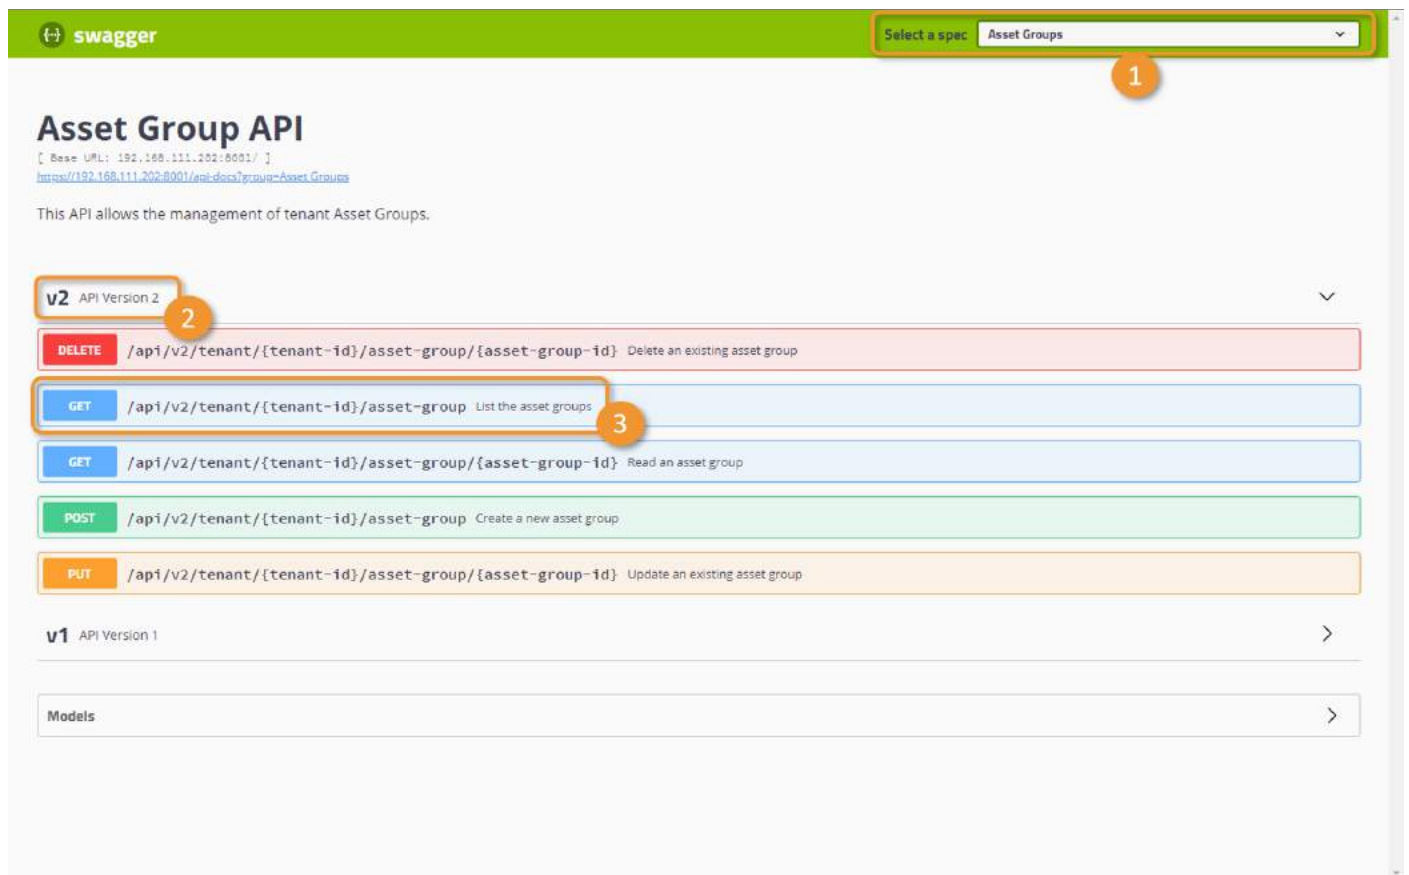 {··} swagger
Select a spec Asset Groups
1
Asset Group API
[ Base URL: 192.168.111.202:8001/ ]
https://192.168.111.202:8001/api-docs?group=Asset Groups
This API allows the management of tenant Asset Groups.
v2 API Version 2
2
DELETE /api/v2/tenant/{tenant-id}/asset-group/{asset-group-id} Delete an existing asset group
GET /api/v2/tenant/{tenant-id}/asset-group List the asset groups
3
GET /api/v2/tenant/{tenant-id}/asset-group/{asset-group-id} Read an asset group
POST /api/v2/tenant/{tenant-id}/asset-group Create a new asset group
PUT /api/v2/tenant/{tenant-id}/asset-group/{asset-group-id} Update an existing asset group
v1 API Version 1
Models